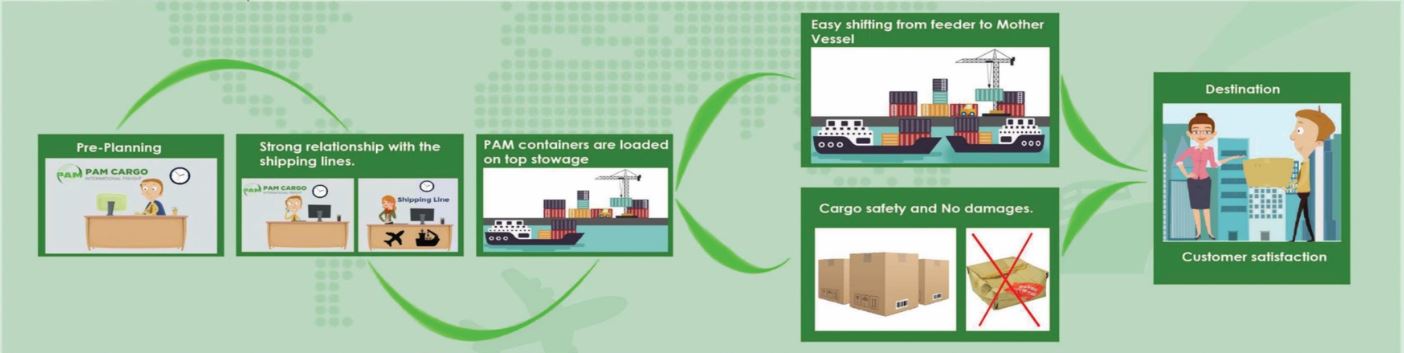 Pre-Planning
PAM PAM CARGO
INTERNATIONAL FREIGHT
Strong relationship with the
shipping lines.
PAM PAM CARGO
INTERNATIONAL FREIGHT
Shipping Line
PAM containers are loaded
on top stowage
Easy shifting from feeder to Mother
Vessel
Cargo safety and No damages.
Destination
Customer satisfaction